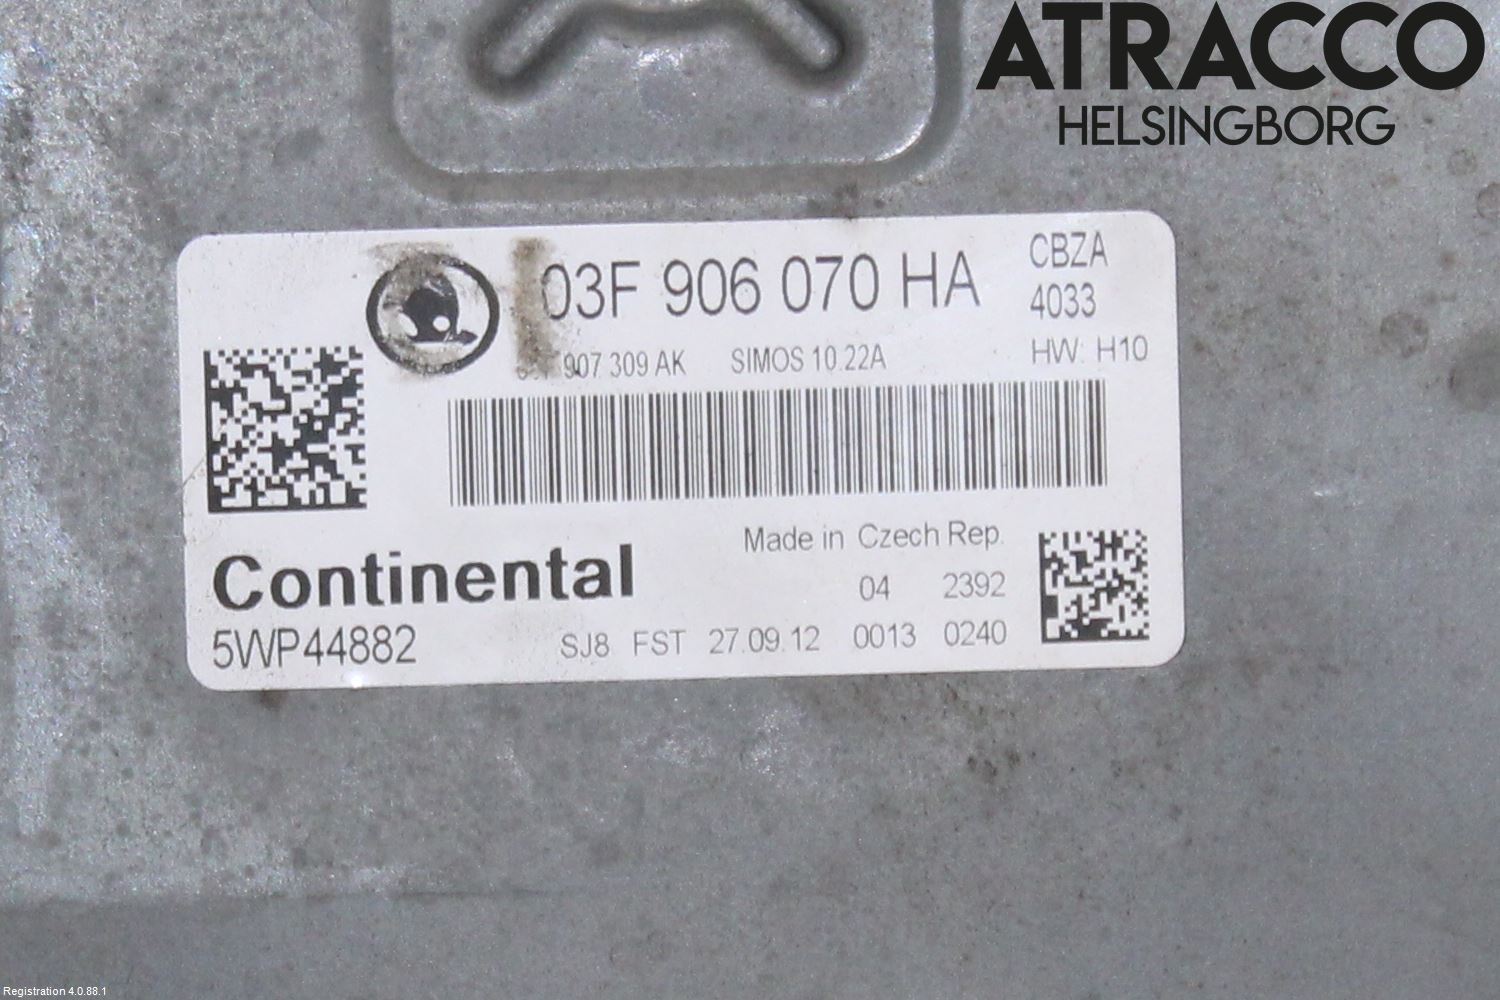 ATRACCO
HELSINGBORG
03F 906 070 HA
CBZA
4033
907 309 AK SIMOS 10.22A
HW: H10
Made in Czech Rep.
04 2392
Continental
5WP44882
SJ8 FST 27.09.12 0013 0240
Registration 4.0.88.1